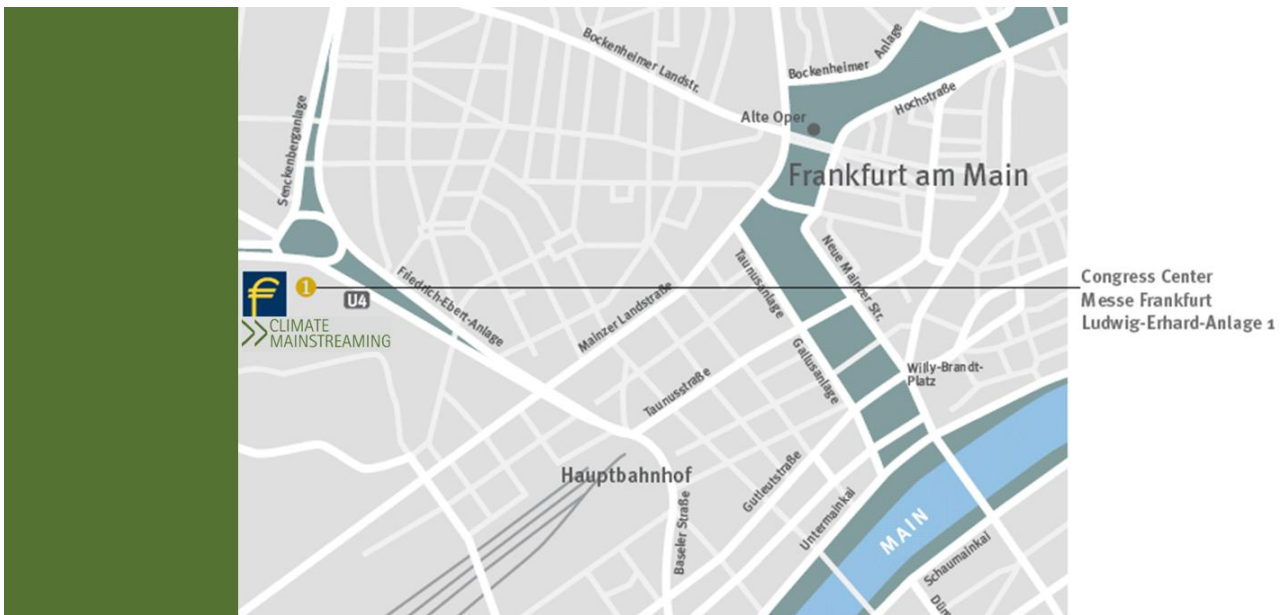 Bockenheimer Landstr.
Bockenheimer
Anlage
Hochstraße
Senckenberganlage
Alte Oper
Frankfurt am Main
Taunusanlage
Neue Mainzer Str.
Friedrich-Ebert-Anlage
1
U4
CLIMATE
MAINSTREAMING
Mainzer Landstraße
Congress Center
Messe Frankfurt
Ludwig-Erhard-Anlage 1
Gallusanlage
Willy-Brandt-
Platz
Taunusstraße
Hauptbahnhof
Gutleutstraße
Untermainkai
Baseler Straße
MAIN
Schaumainkai